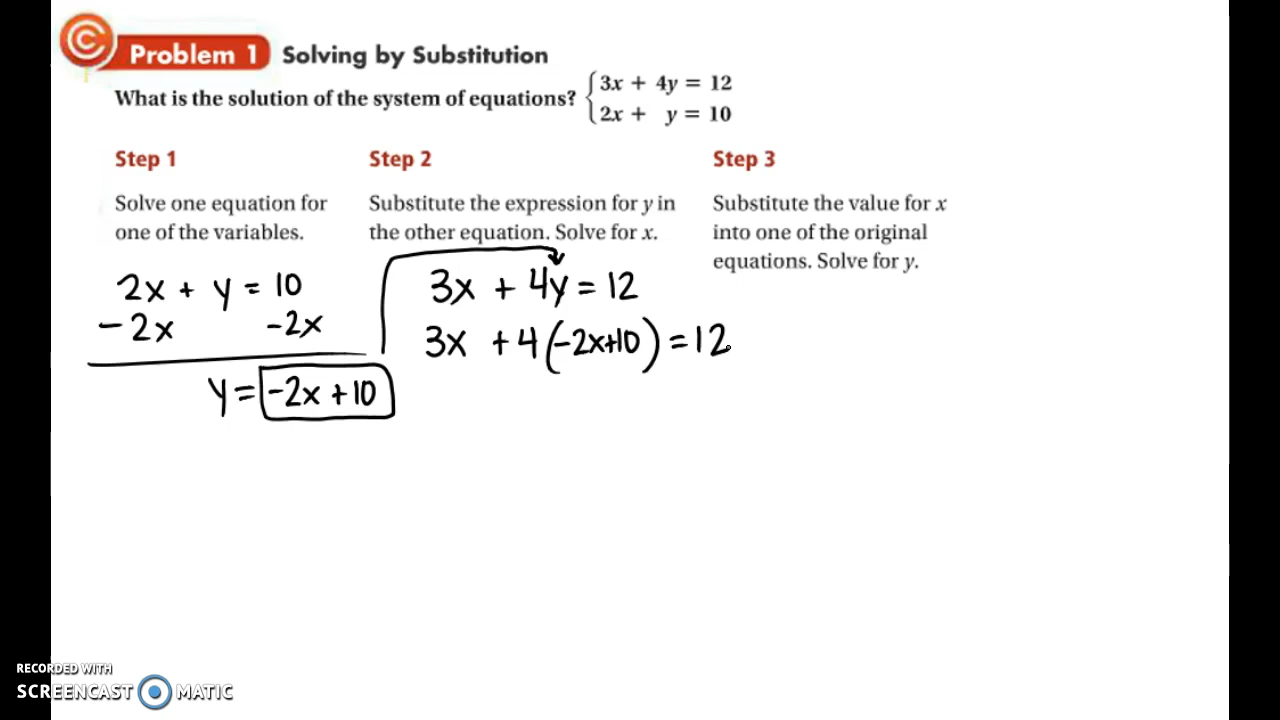 © Problem 1 Solving by Substitution
What is the solution of the system of equations? { 3x + 4y = 12
2x + y = 10
Step 1
Solve one equation for
one of the variables.
2x + y = 10
-2x -2x
y = -2x + 10
Step 2
Substitute the expression for y in
the other equation. Solve for x.
3x + 4y = 12
3x + 4(-2x+10) = 12
Step 3
Substitute the value for x
into one of the original
equations. Solve for y.
RECORDED WITH
SCREENCAST MATIC